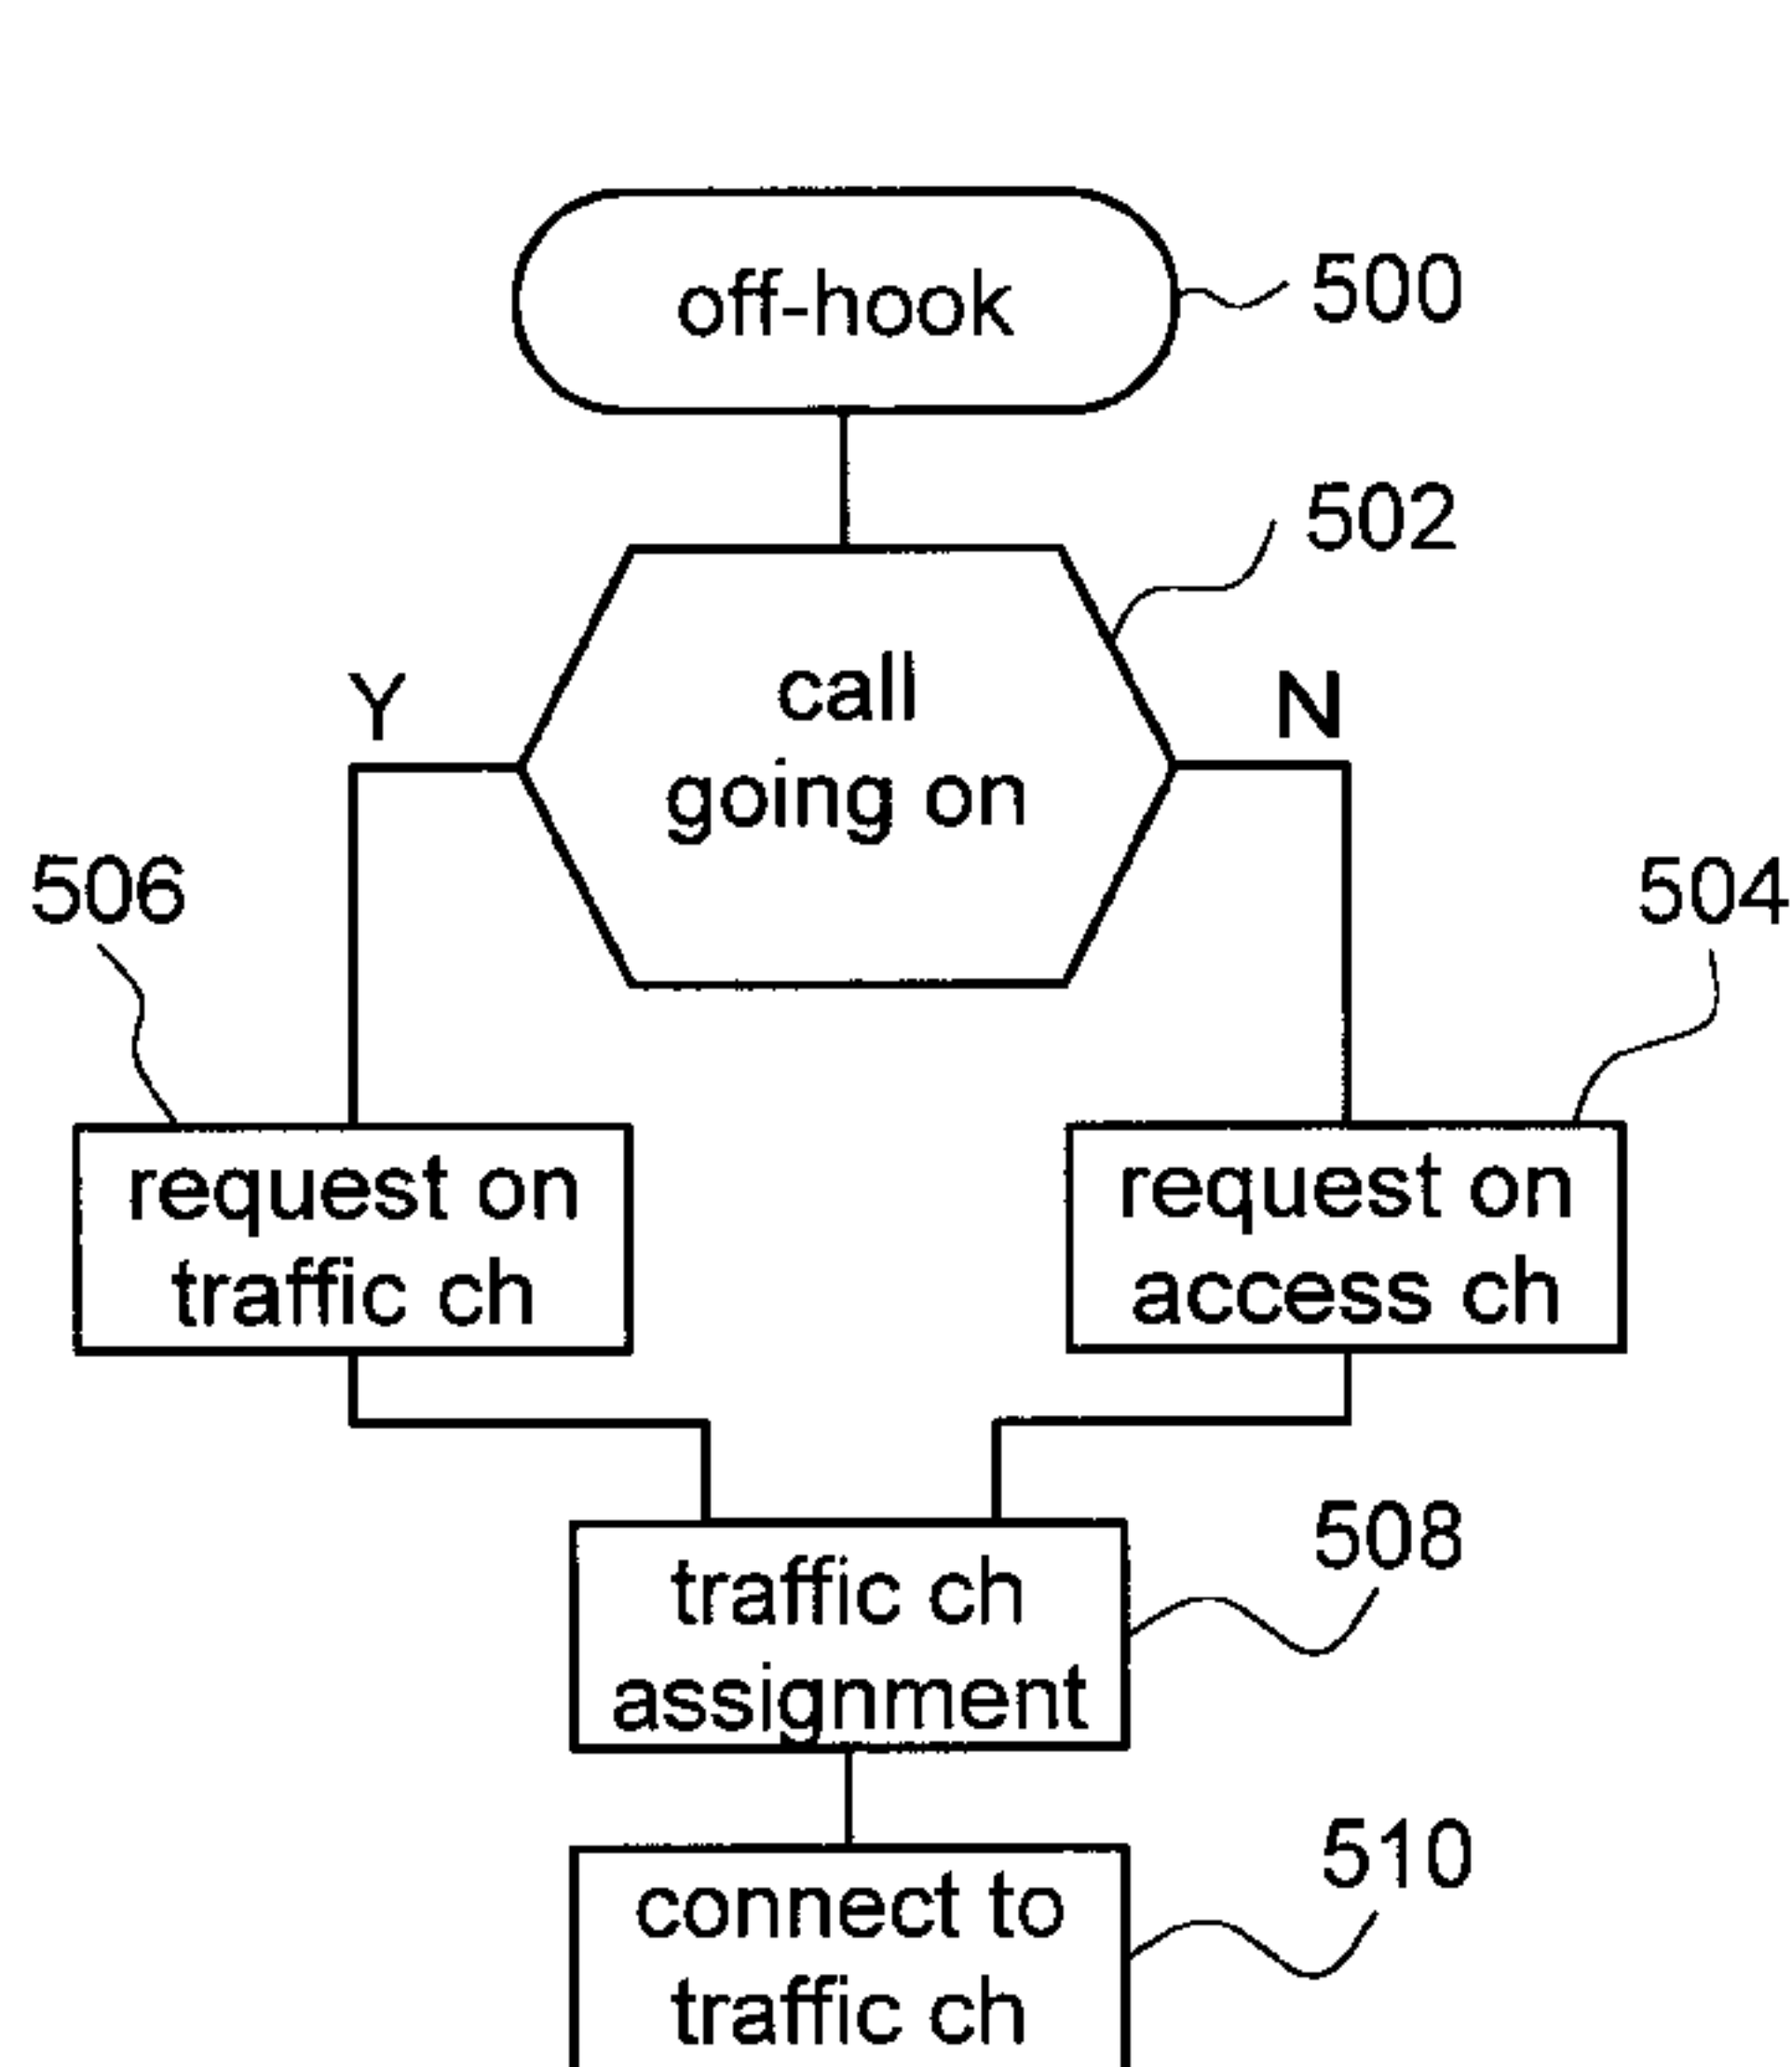 off-hook
500
502
call
going on
Y
N
506
504
request on
traffic ch
request on
access ch
508
traffic ch
assignment
510
connect to
traffic ch